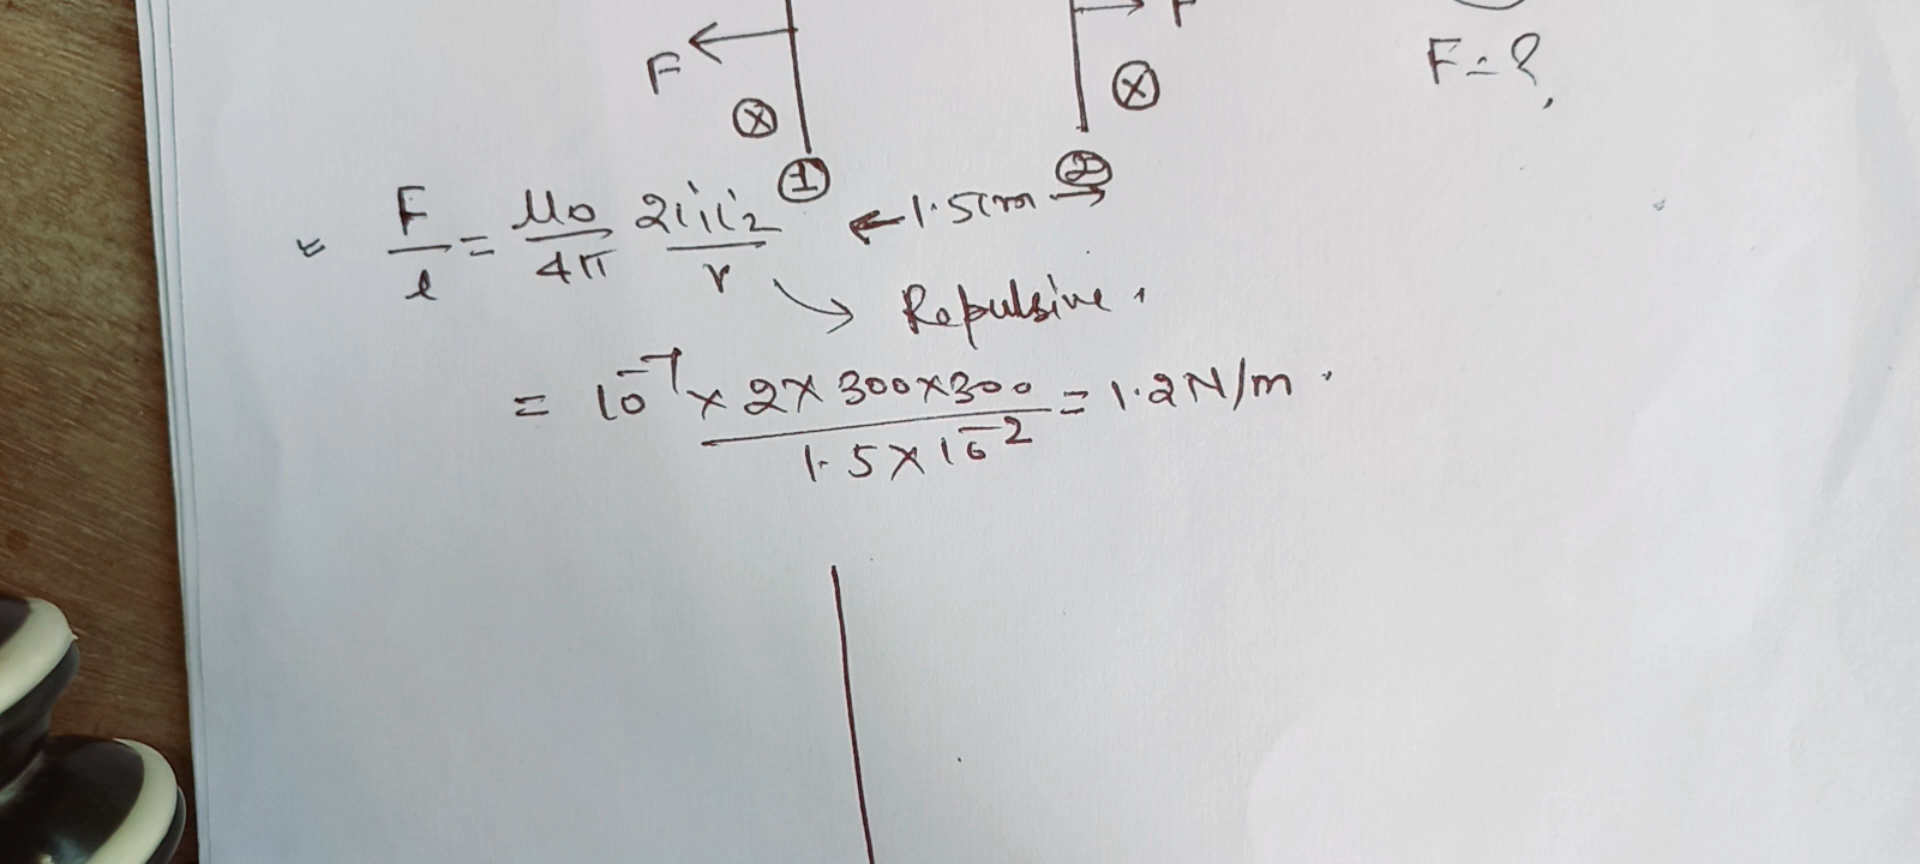 F F
F = ?
ⓧ ⓧ
① ②
F/l = μ0/4π 2i1i2/r ← 1.5cm →
→ Repulsive.
= 10^-7 × 2 × 300 × 300 / 1.5 × 10^-2 = 1.2 N/m.